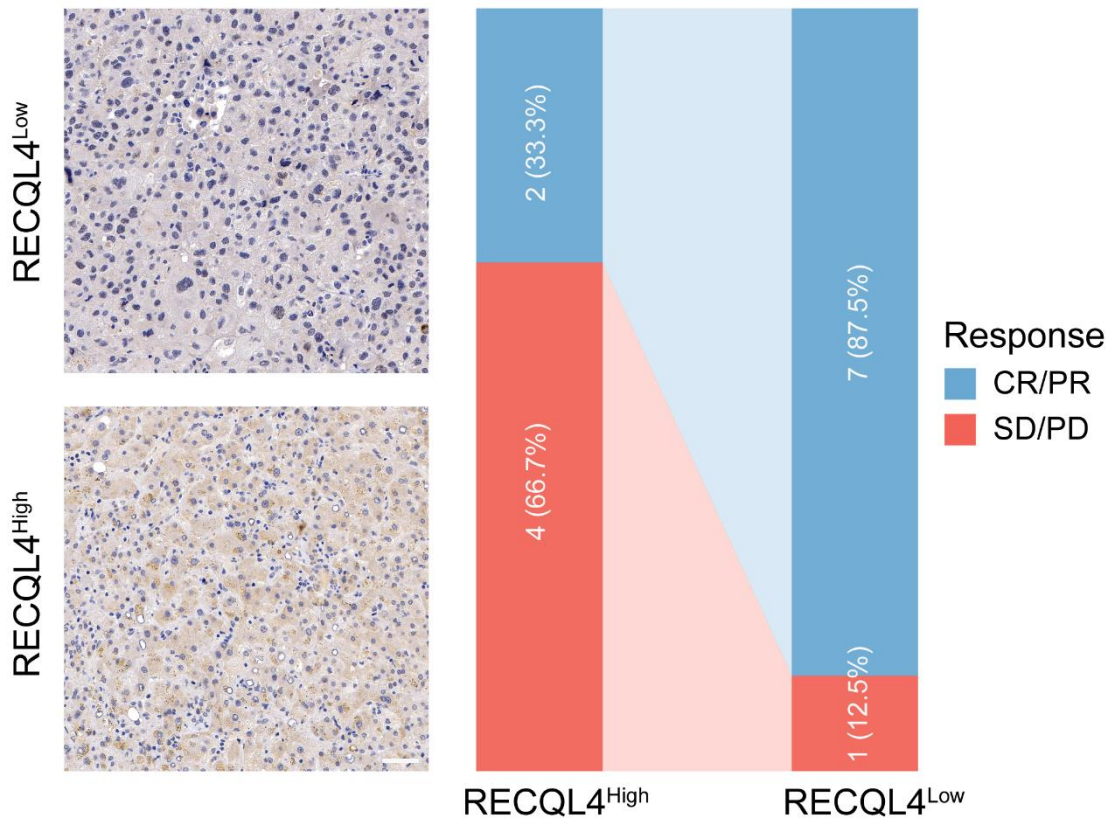 RECQL4Low
RECQL4High
2 (33.3%)
4 (66.7%)
7 (87.5%)
1 (12.5%)
RECQL4High
RECQL4Low
Response
CR/PR
SD/PD